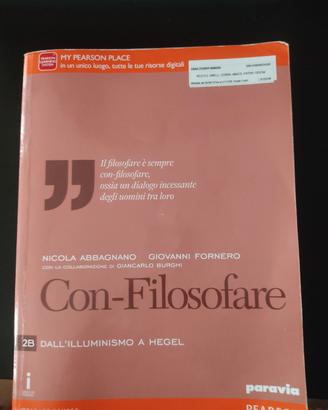 MY PEARSON PLACE
in un unico luogo, tutte le tue risorse digitali
Il filosofare è sempre
con-filosofare,
ossia un dialogo incessante
degli uomini tra loro
NICOLA ABBAGNANO GIOVANNI FORNERO
CON LA COLLABORAZIONE DI GIANCARLO BURGHI
Con-Filosofare
2B DALL'ILLUMINISMO A HEGEL
i
paravia